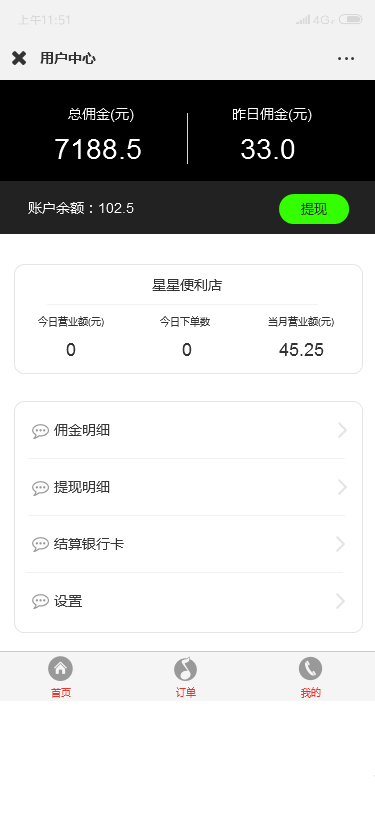 上午11:51 4G
用户中心
总佣金(元) 昨日佣金(元)
7188.5 33.0
账户余额：102.5 提现
星星便利店
今日营业额(元) 今日下单数 当月营业额(元)
0 0 45.25
佣金明细
提现明细
结算银行卡
设置
首页 订单 我的